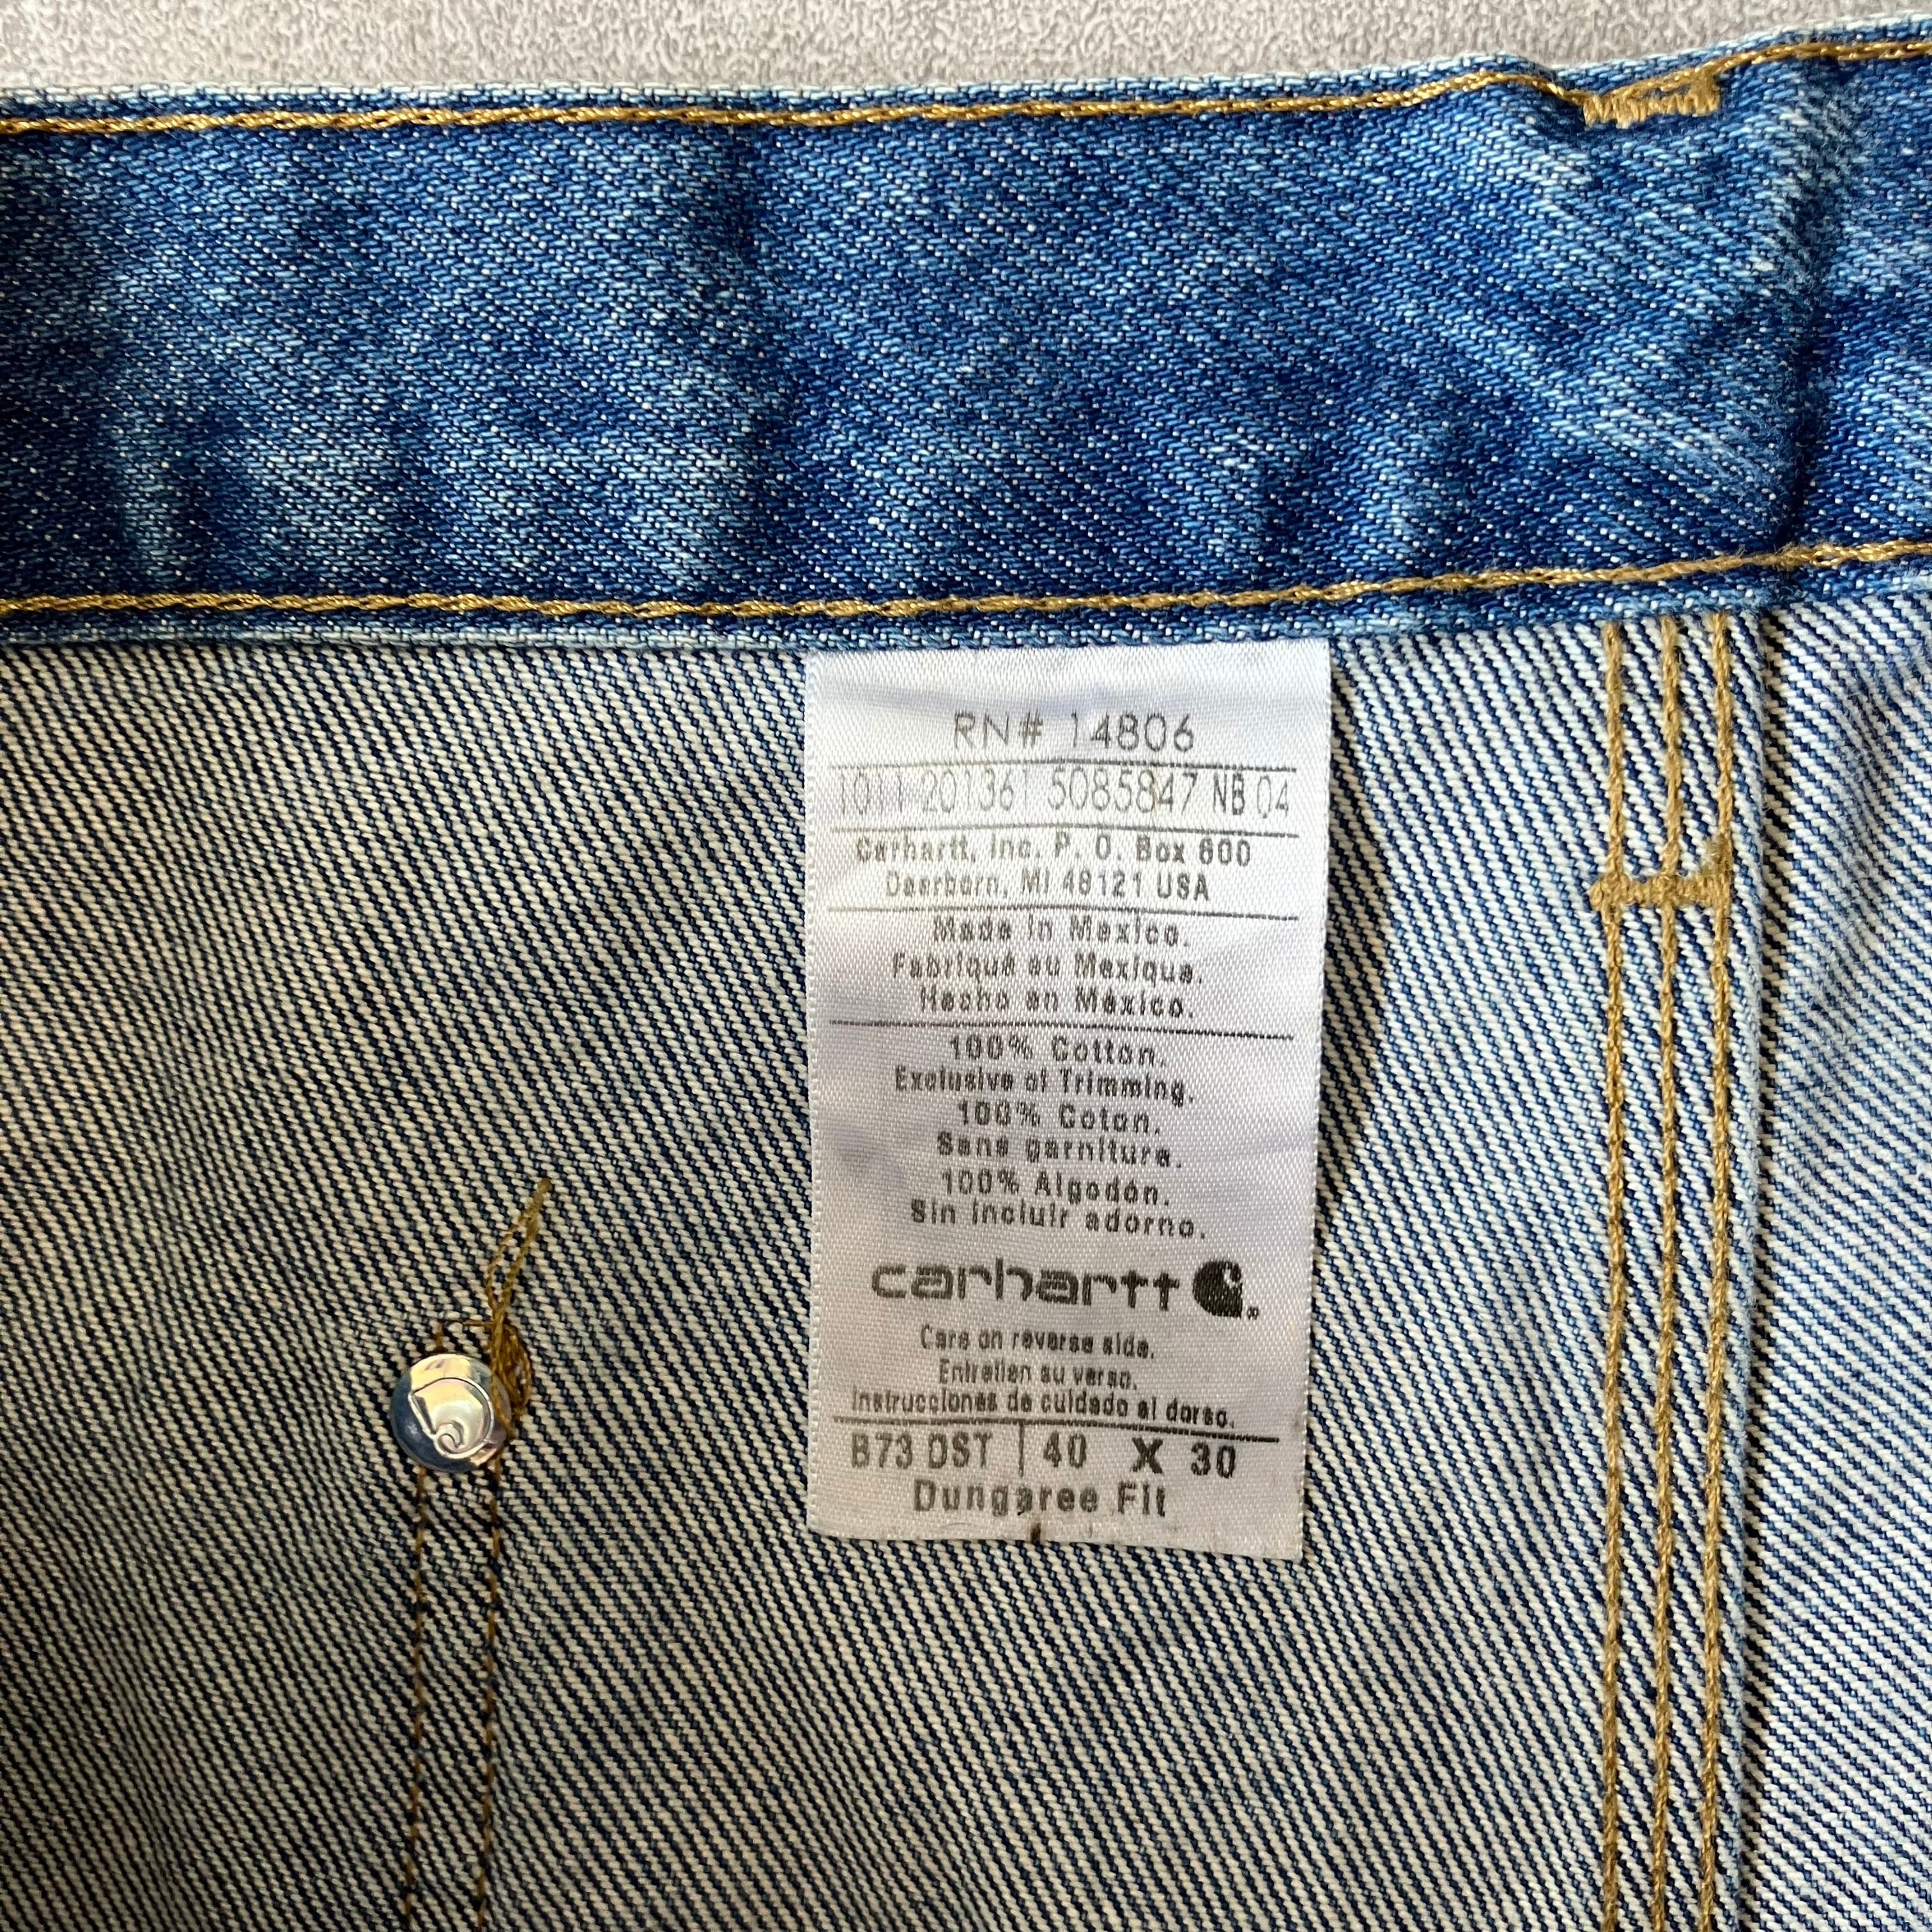 RN# 14806
1011 201361 5085847 NB 04
Carhartt, Inc. P. O. Box 600
Dearborn, MI 48121 USA
Made in Mexico.
Fabriqué au Mexique.
Hecho en México.
100% Cotton.
Exclusive of Trimming.
100% Coton.
Sans garniture.
100% Algodón.
Sin incluir adorno.
carhartt
Care on reverse side.
Entretien au verso.
Instrucciones de cuidado al dorso.
B73 DST 40 X 30
Dungaree Fit